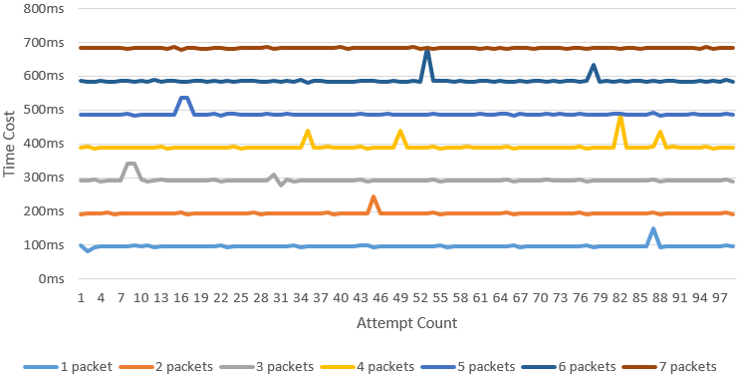 800ms
700ms
600ms
500ms
400ms
300ms
200ms
100ms
0ms
Time Cost
1 4 7 10 13 16 19 22 25 28 31 34 37 40 43 46 49 52 55 58 61 64 67 70 73 76 79 82 85 88 91 94 97
Attempt Count
1 packet 2 packets 3 packets 4 packets 5 packets 6 packets 7 packets